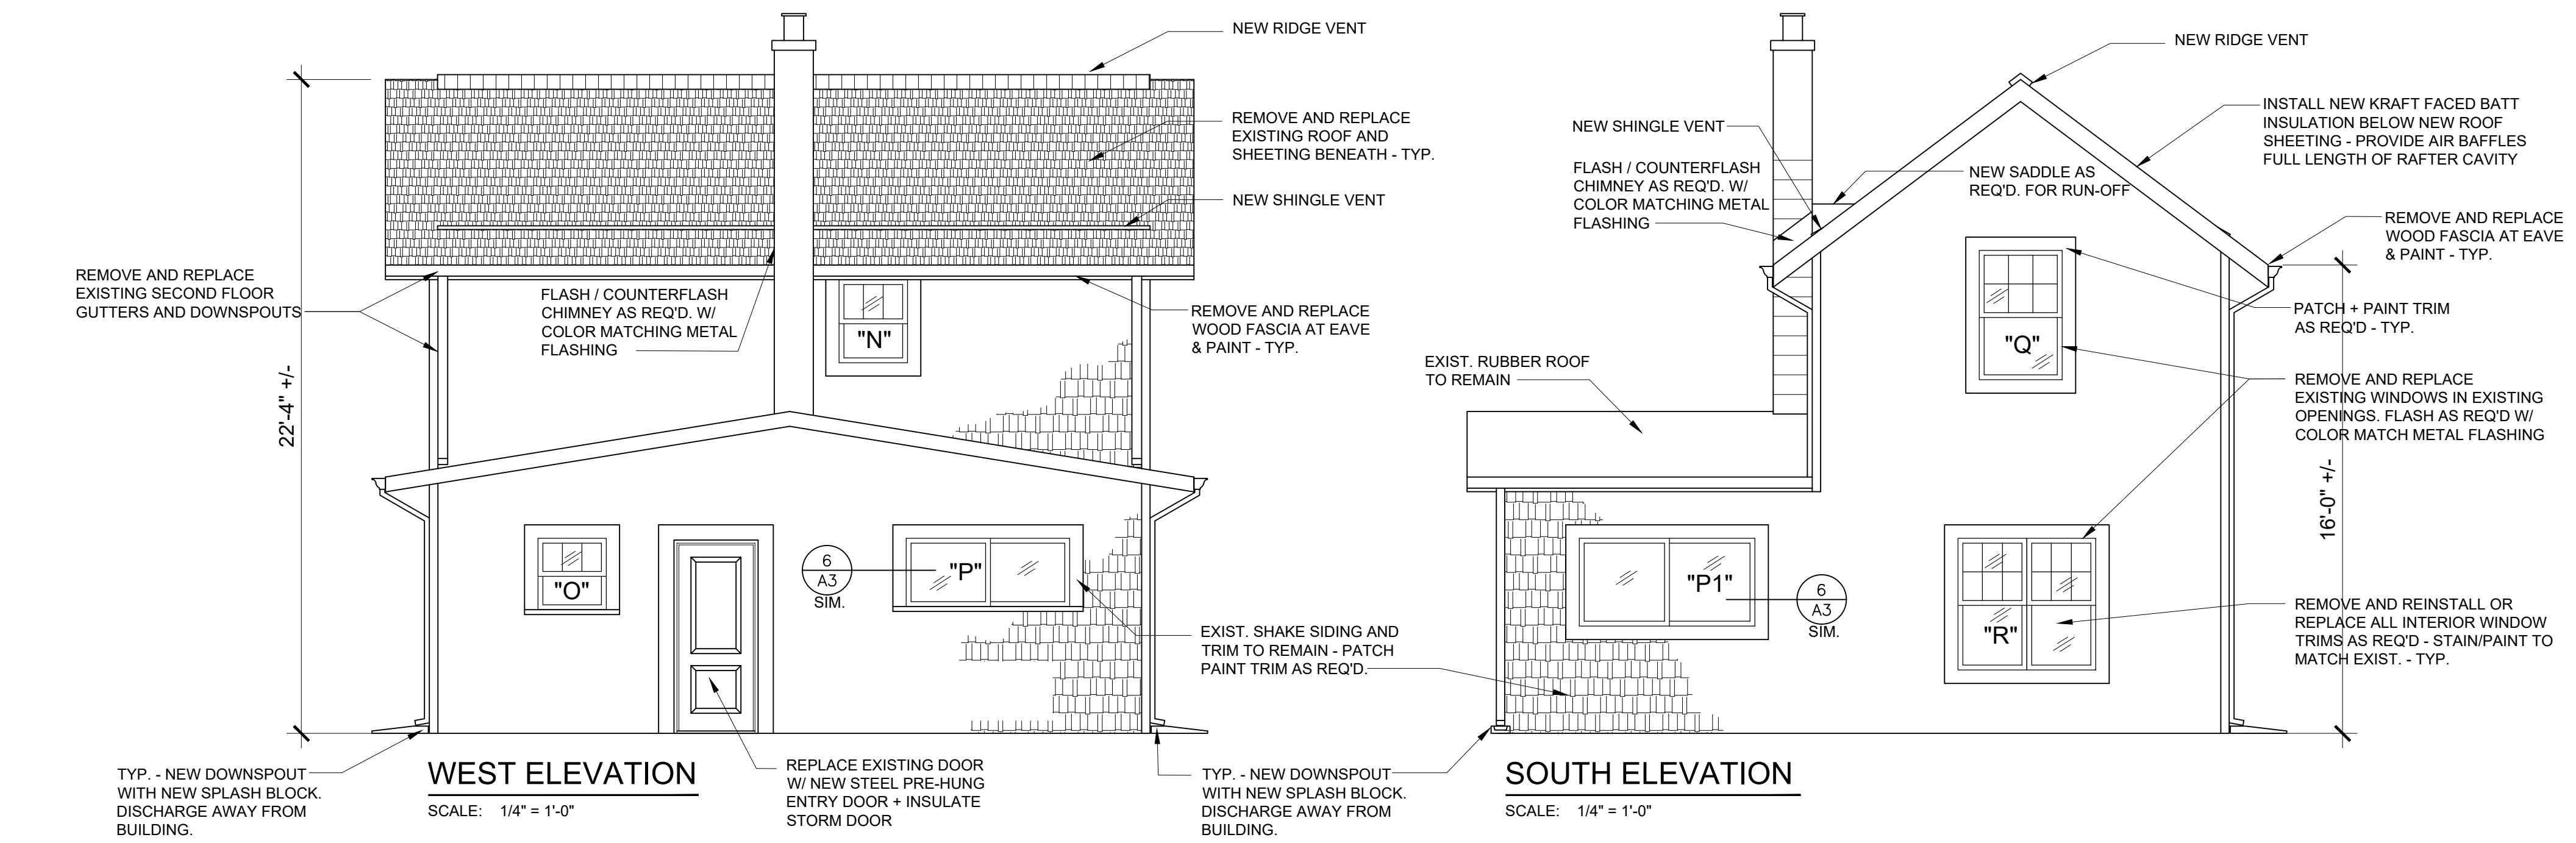 NEW RIDGE VENT
REMOVE AND REPLACE
EXISTING ROOF AND
SHEETING BENEATH - TYP.
NEW SHINGLE VENT
REMOVE AND REPLACE
EXISTING SECOND FLOOR
GUTTERS AND DOWNSPOUTS
22'-4" +/-
FLASH / COUNTERFLASH
CHIMNEY AS REQ'D. W/
COLOR MATCHING METAL
FLASHING
"N"
REMOVE AND REPLACE
WOOD FASCIA AT EAVE
& PAINT - TYP.
"O"
6
A3
SIM.
"P"
EXIST. SHAKE SIDING AND
TRIM TO REMAIN - PATCH
PAINT TRIM AS REQ'D.
TYP. - NEW DOWNSPOUT
WITH NEW SPLASH BLOCK.
DISCHARGE AWAY FROM
BUILDING.
WEST ELEVATION
SCALE: 1/4" = 1'-0"
REPLACE EXISTING DOOR
W/ NEW STEEL PRE-HUNG
ENTRY DOOR + INSULATE
STORM DOOR
TYP. - NEW DOWNSPOUT
WITH NEW SPLASH BLOCK.
DISCHARGE AWAY FROM
BUILDING.
NEW RIDGE VENT
INSTALL NEW KRAFT FACED BATT
INSULATION BELOW NEW ROOF
SHEETING - PROVIDE AIR BAFFLES
FULL LENGTH OF RAFTER CAVITY
NEW SHINGLE VENT
FLASH / COUNTERFLASH
CHIMNEY AS REQ'D. W/
COLOR MATCHING METAL
FLASHING
NEW SADDLE AS
REQ'D. FOR RUN-OFF
REMOVE AND REPLACE
WOOD FASCIA AT EAVE
& PAINT - TYP.
PATCH + PAINT TRIM
AS REQ'D - TYP.
"Q"
EXIST. RUBBER ROOF
TO REMAIN
REMOVE AND REPLACE
EXISTING WINDOWS IN EXISTING
OPENINGS. FLASH AS REQ'D W/
COLOR MATCH METAL FLASHING
16'-0" +/-
"P1"
6
A3
SIM.
"R"
REMOVE AND REINSTALL OR
REPLACE ALL INTERIOR WINDOW
TRIMS AS REQ'D - STAIN/PAINT TO
MATCH EXIST. - TYP.
SOUTH ELEVATION
SCALE: 1/4" = 1'-0"